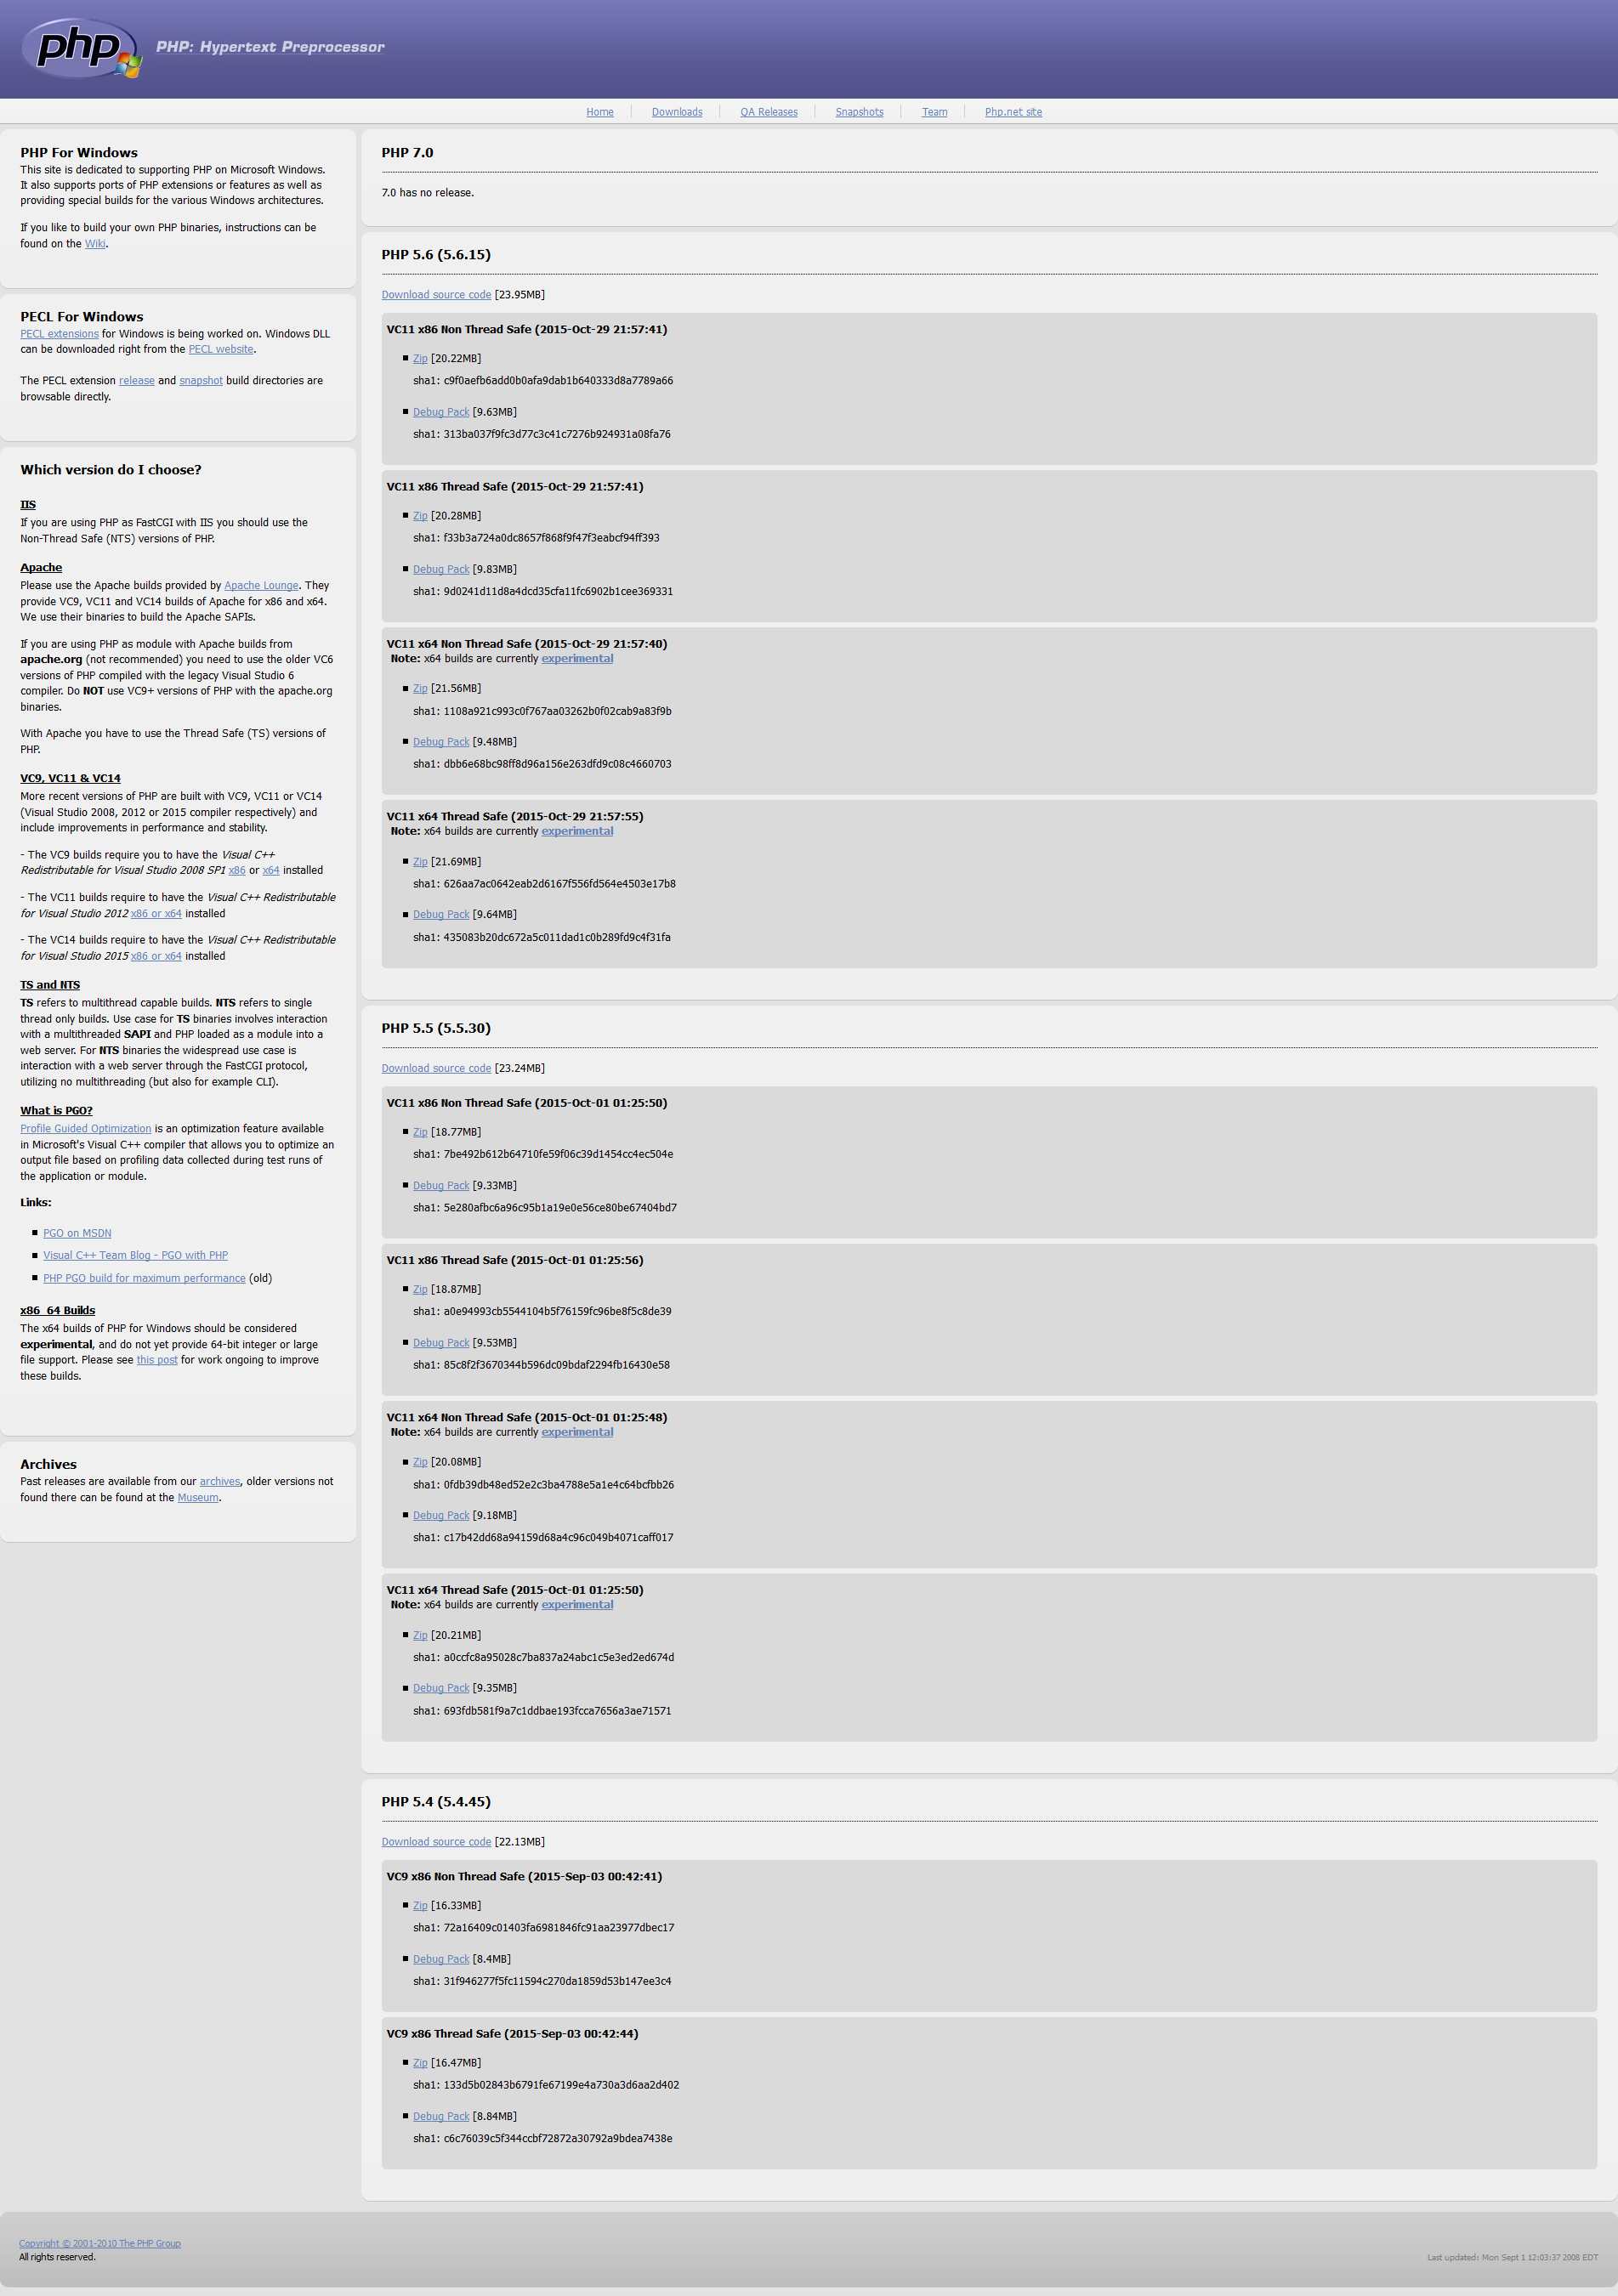 php PHP: Hypertext Preprocessor
Home Downloads QA Releases Snapshots Team Php.net site
PHP For Windows
This site is dedicated to supporting PHP on Microsoft Windows.
It also supports ports of PHP extensions or features as well as
providing special builds for the various Windows architectures.
If you like to build your own PHP binaries, instructions can be
found on the Wiki.
PECL For Windows
PECL extensions for Windows is being worked on. Windows DLL
can be downloaded right from the PECL website.
The PECL extension release and snapshot build directories are
browsable directly.
Which version do I choose?
IIS
If you are using PHP as FastCGI with IIS you should use the
Non-Thread Safe (NTS) versions of PHP.
Apache
Please use the Apache builds provided by Apache Lounge. They
provide VC9, VC11 and VC14 builds of Apache for x86 and x64.
We use their binaries to build the Apache SAPIs.
If you are using PHP as module with Apache builds from
apache.org (not recommended) you need to use the older VC6
versions of PHP compiled with the legacy Visual Studio 6
compiler. Do NOT use VC9+ versions of PHP with the apache.org
binaries.
With Apache you have to use the Thread Safe (TS) versions of
PHP.
VC9, VC11 & VC14
More recent versions of PHP are built with VC9, VC11 or VC14
(Visual Studio 2008, 2012 or 2015 compiler respectively) and
include improvements in performance and stability.
- The VC9 builds require you to have the Visual C++
Redistributable for Visual Studio 2008 SP1 x86 or x64 installed
- The VC11 builds require to have the Visual C++ Redistributable
for Visual Studio 2012 x86 or x64 installed
- The VC14 builds require to have the Visual C++ Redistributable
for Visual Studio 2015 x86 or x64 installed
TS and NTS
TS refers to multithread capable builds. NTS refers to single
thread only builds. Use case for TS binaries involves interaction
with a multithreaded SAPI and PHP loaded as a module into a
web server. For NTS binaries the widespread use case is
interaction with a web server through the FastCGI protocol,
utilizing no multithreading (but also for example CLI).
What is PGO?
Profile Guided Optimization is an optimization feature available
in Microsoft's Visual C++ compiler that allows you to optimize an
output file based on profiling data collected during test runs of
the application or module.
Links:
PGO on MSDN
Visual C++ Team Blog - PGO with PHP
PHP PGO build for maximum performance (old)
x86_64 Builds
The x64 builds of PHP for Windows should be considered
experimental, and do not yet provide 64-bit integer or large
file support. Please see this post for work ongoing to improve
these builds.
Archives
Past releases are available from our archives, older versions not
found there can be found at the Museum.
PHP 7.0
7.0 has no release.
PHP 5.6 (5.6.15)
Download source code [23.95MB]
VC11 x86 Non Thread Safe (2015-Oct-29 21:57:41)
Zip [20.22MB]
sha1: c9f0aefb6add0b0afa9dab1b640333d8a7789a66
Debug Pack [9.63MB]
sha1: 313ba037f9fc3d77c3c41c7276b924931a08fa76
VC11 x86 Thread Safe (2015-Oct-29 21:57:41)
Zip [20.28MB]
sha1: f33b3a724a0dc8657f868f9f47f3eabcf94ff393
Debug Pack [9.83MB]
sha1: 9d0241d11d8a4dcd35cfa11fc6902b1cee369331
VC11 x64 Non Thread Safe (2015-Oct-29 21:57:40)
Note: x64 builds are currently experimental
Zip [21.56MB]
sha1: 1108a921c993c0f767aa03262b0f02cab9a83f9b
Debug Pack [9.48MB]
sha1: dbb6e68bc98ff8d96a156e263dfd9c08c4660703
VC11 x64 Thread Safe (2015-Oct-29 21:57:55)
Note: x64 builds are currently experimental
Zip [21.69MB]
sha1: 626aa7ac0642eab2d6167f556fd564e4503e17b8
Debug Pack [9.64MB]
sha1: 435083b20dc672a5c011dad1c0b289fd9c4f31fa
PHP 5.5 (5.5.30)
Download source code [23.24MB]
VC11 x86 Non Thread Safe (2015-Oct-01 01:25:50)
Zip [18.77MB]
sha1: 7be492b612b64710fe59f06c39d1454cc4ec504e
Debug Pack [9.33MB]
sha1: 5e280afbc6a96c95b1a19e0e56ce80be67404bd7
VC11 x86 Thread Safe (2015-Oct-01 01:25:56)
Zip [18.87MB]
sha1: a0e94993cb5544104b5f76159fc96be8f5c8de39
Debug Pack [9.53MB]
sha1: 85c8f2f3670344b596dc09bdaf2294fb16430e58
VC11 x64 Non Thread Safe (2015-Oct-01 01:25:48)
Note: x64 builds are currently experimental
Zip [20.08MB]
sha1: 0fdb39db48ed52e2c3ba4788e5a1e4c64bcfbb26
Debug Pack [9.18MB]
sha1: c17b42dd68a94159d68a4c96c049b4071caff017
VC11 x64 Thread Safe (2015-Oct-01 01:25:50)
Note: x64 builds are currently experimental
Zip [20.21MB]
sha1: a0ccfc8a95028c7ba837a24abc1c5e3ed2ed674d
Debug Pack [9.35MB]
sha1: 693fdb581f9a7c1ddbae193fcca7656a3ae71571
PHP 5.4 (5.4.45)
Download source code [22.13MB]
VC9 x86 Non Thread Safe (2015-Sep-03 00:42:41)
Zip [16.33MB]
sha1: 72a16409c01403fa6981846fc91aa23977dbec17
Debug Pack [8.4MB]
sha1: 31f946277f5fc11594c270da1859d53b147ee3c4
VC9 x86 Thread Safe (2015-Sep-03 00:42:44)
Zip [16.47MB]
sha1: 133d5b02843b6791fe67199e4a730a3d6aa2d402
Debug Pack [8.84MB]
sha1: c6c76039c5f344ccbf72872a30792a9bdea7438e
Copyright © 2001-2010 The PHP Group
All rights reserved.
Last updated: Mon Sept 1 12:03:37 2008 EDT